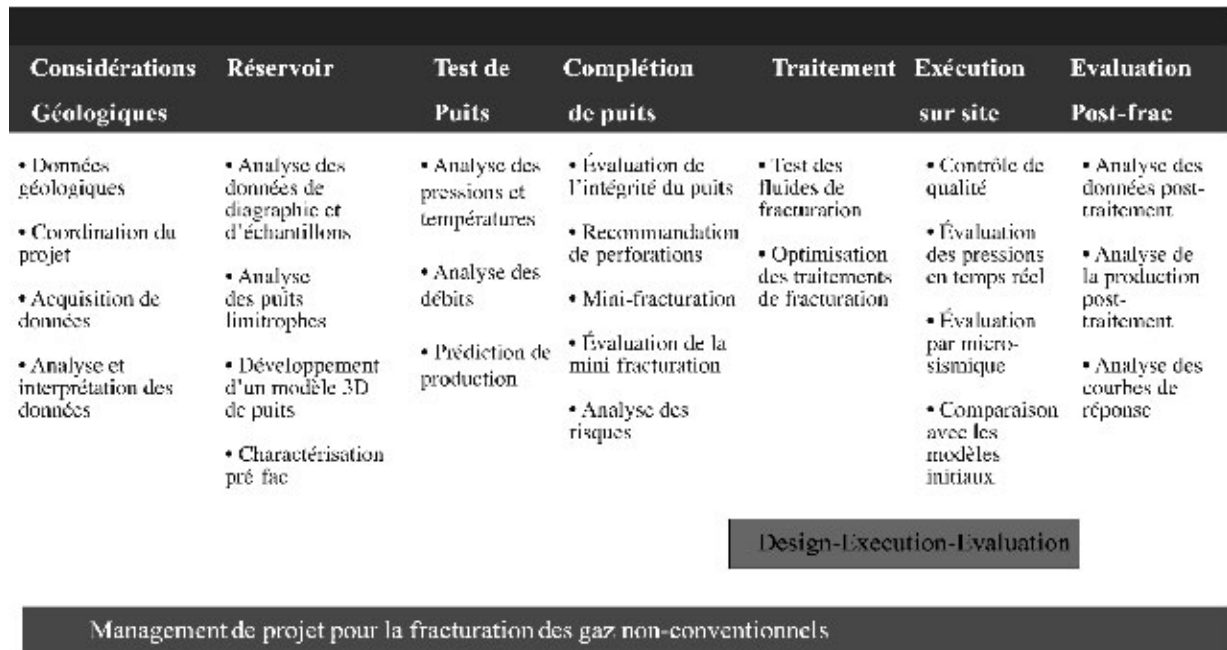 Considérations
Géologiques
Réservoir
Test de
Puits
Complétion
de puits
Traitement
Exécution
sur site
Evaluation
Post-frac
• Données
géologiques
• Coordination du
projet
• Acquisition de
données
• Analyse et
interprétation des
données
• Analyse des
données de
diagraphie et
d'échantillons
• Analyse
des puits
limitrophes
• Développement
d'un modèle 3D
de puits
• Charactérisation
pré fac
• Analyse des
pressions et
températures
• Analyse des
débits
• Prédiction de
production
• Évaluation de
l'intégrité du puits
• Recommandation
de perforations
• Mini-fracturation
• Évaluation de la
mini fracturation
• Analyse des
risques
• Test des
fluides de
fracturation
• Optimisation
des traitements
de fracturation
• Contrôle de
qualité
• Évaluation
des pressions
en temps réel
• Évaluation
par micro-
sismique
• Comparaison
avec les
modèles
initiaux
• Analyse des
données post-
traitement
• Analyse de
la production
post-
traitement
• Analyse des
courbes de
réponse
Design-Execution-Evaluation
Management de projet pour la fracturation des gaz non-conventionnels